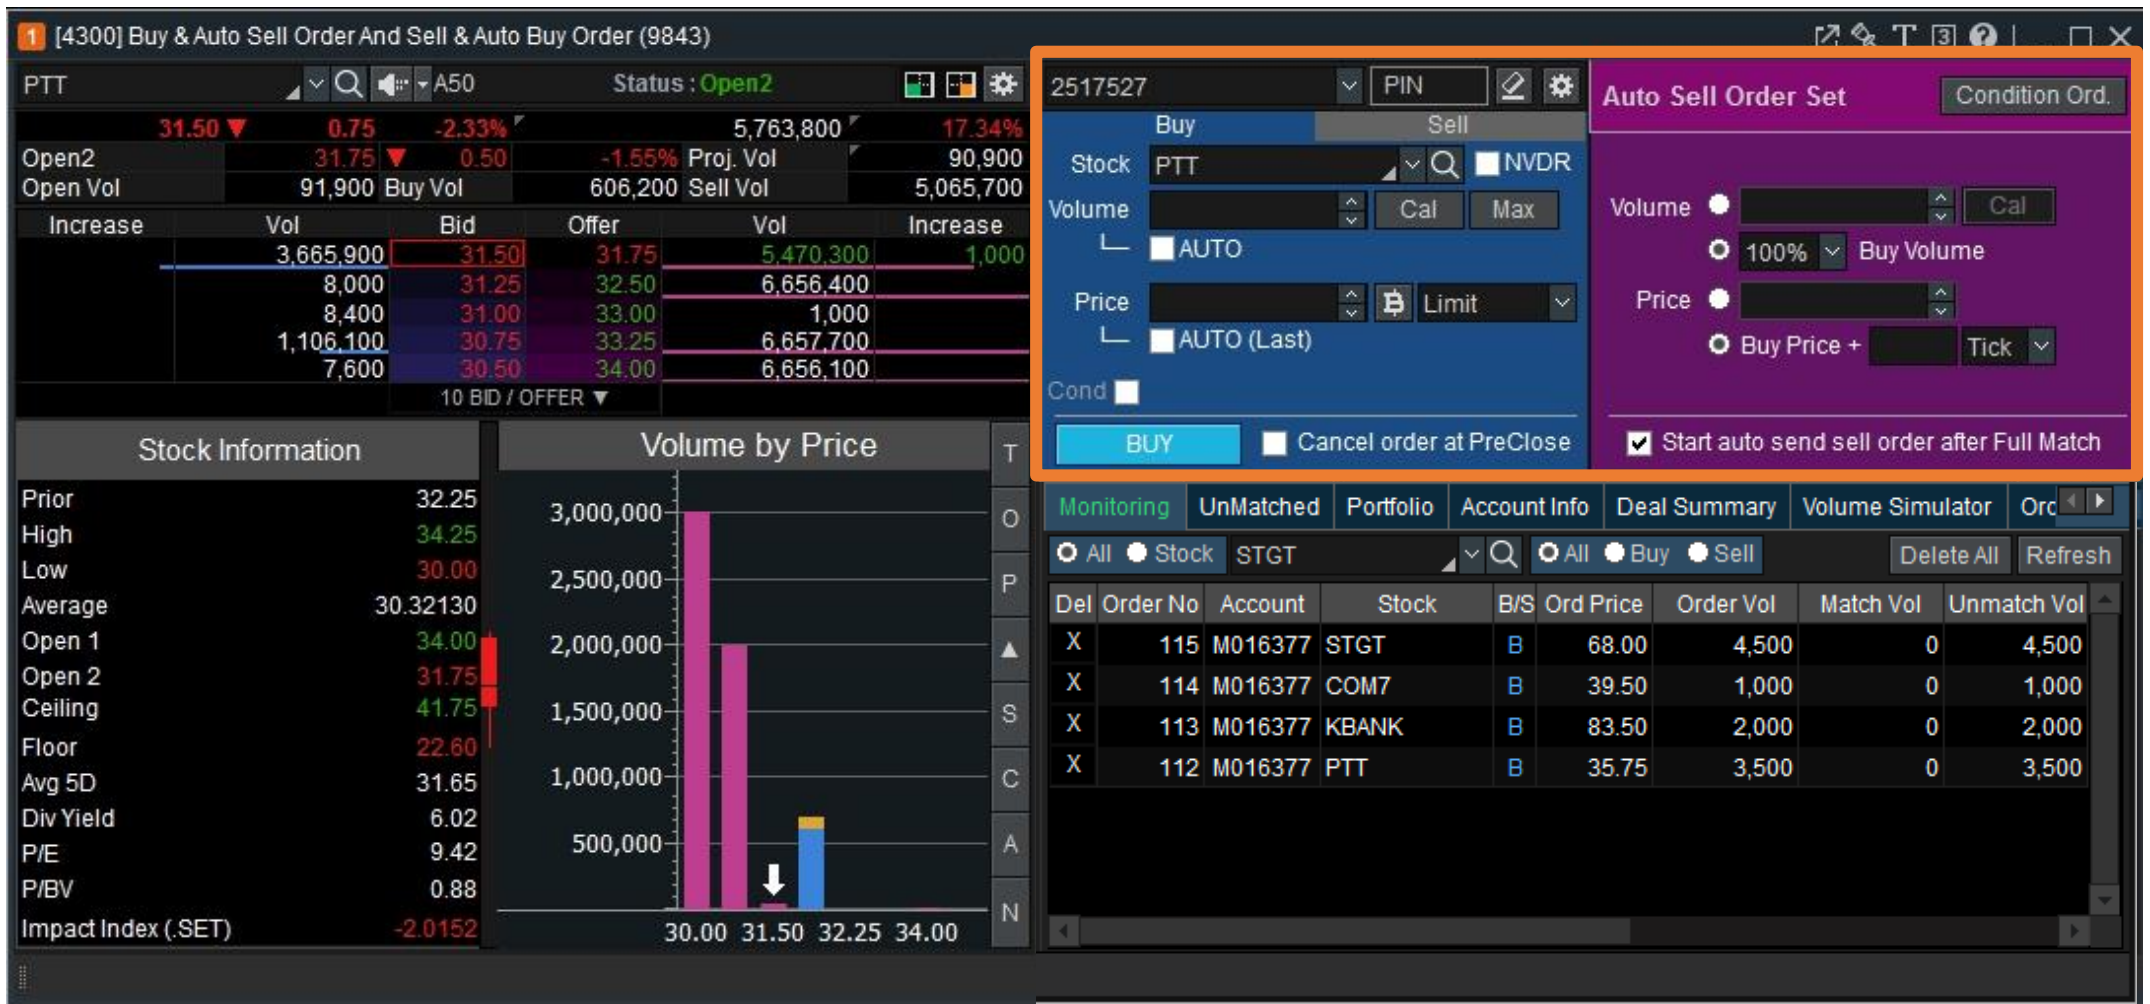 1 [4300] Buy & Auto Sell Order And Sell & Auto Buy Order (9843)
T 3 ?
PTT A50 Status : Open2
31.50 ▼ 0.75 -2.33% 5,763,800 17.34%
Open2 31.75 ▼ 0.50 -1.55% Proj. Vol 90,900
Open Vol 91,900 Buy Vol 606,200 Sell Vol 5,065,700
Increase Vol Bid Offer Vol Increase
3,665,900 31.50 31.75 5,470,300 1,000
8,000 31.25 32.50 6,656,400
8,400 31.00 33.00 1,000
1,106,100 30.75 33.25 6,657,700
7,600 30.50 34.00 6,656,100
10 BID / OFFER ▼
Stock Information
Prior 32.25
High 34.25
Low 30.00
Average 30.32130
Open 1 34.00
Open 2 31.75
Ceiling 41.75
Floor 22.60
Avg 5D 31.65
Div Yield 6.02
P/E 9.42
P/BV 0.88
Impact Index (.SET) -2.0152
Volume by Price
3,000,000
2,500,000
2,000,000
1,500,000
1,000,000
500,000
30.00 31.50 32.25 34.00
T
O
P
▲
S
C
A
N
2517527 PIN
Buy Sell
Stock PTT NVDR
Volume Cal Max
AUTO
Price B Limit
AUTO (Last)
Cond
BUY Cancel order at PreClose
Auto Sell Order Set Condition Ord.
Volume Cal
100% Buy Volume
Price
Buy Price + Tick
Start auto send sell order after Full Match
Monitoring UnMatched Portfolio Account Info Deal Summary Volume Simulator Orc
All Stock STGT All Buy Sell Delete All Refresh
Del Order No Account Stock B/S Ord Price Order Vol Match Vol Unmatch Vol
X 115 M016377 STGT B 68.00 4,500 0 4,500
X 114 M016377 COM7 B 39.50 1,000 0 1,000
X 113 M016377 KBANK B 83.50 2,000 0 2,000
X 112 M016377 PTT B 35.75 3,500 0 3,500